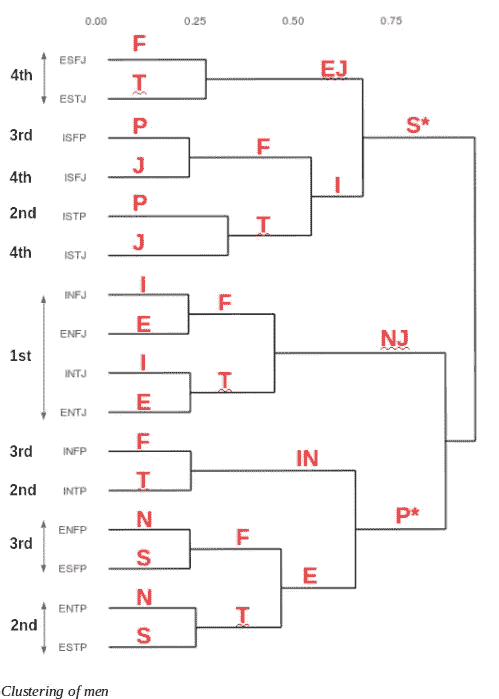 0.00 0.25 0.50 0.75
F
ESFJ
4th
EJ
T
ESTJ
S*
P
3rd
ISFP
F
J
4th
ISFJ
I
P
2nd
ISTP
T
J
4th
ISTJ
I
INFJ
F
E
ENFJ
NJ
1st
I
INTJ
T
E
ENTJ
F
3rd
INFP
IN
T
2nd
INTP
P*
N
ENFP
F
3rd
S
ESFP
E
N
ENTP
T
2nd
S
ESTP
Clustering of men